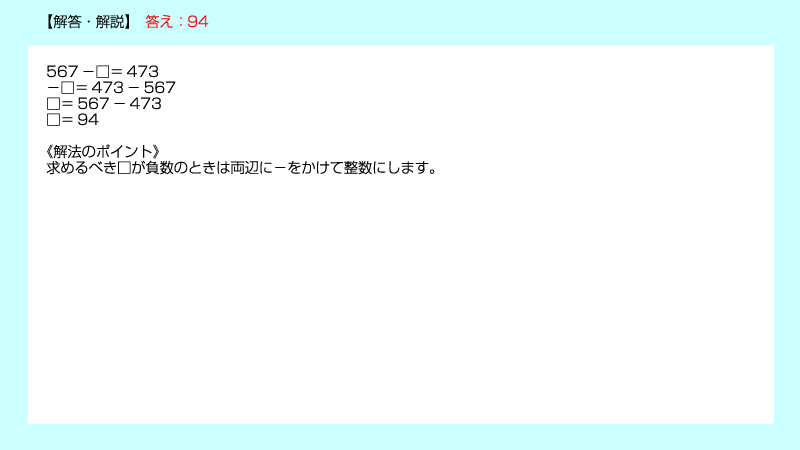 【解答・解説】 答え：94
567－□＝473
－□＝473－567
□＝567－473
□＝94
《解法のポイント》
求めるべき□が負数のときは両辺に－をかけて整数にします。